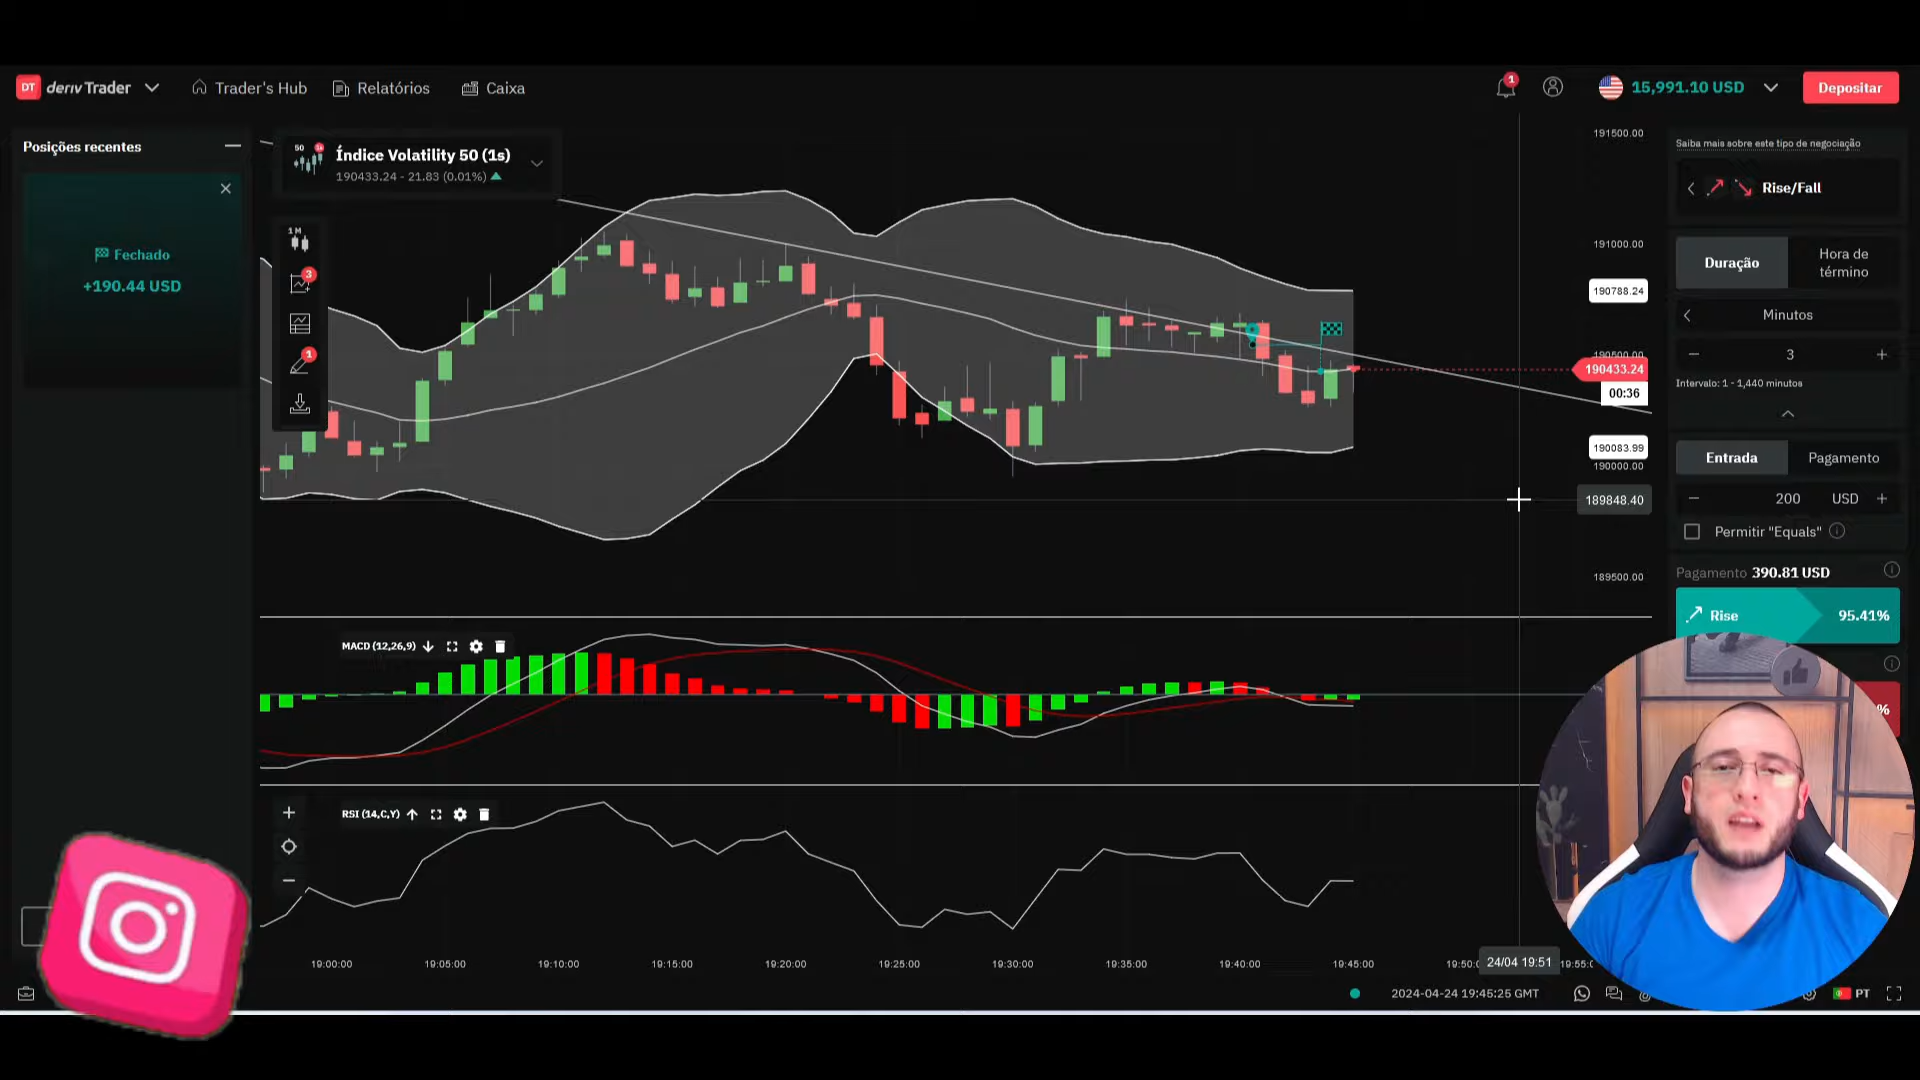 DT deriv Trader
Trader's Hub
Relatórios
Caixa
1
15,991.10 USD
Depositar
Posições recentes
Fechado
+190.44 USD
50 1s
Índice Volatility 50 (1s)
190433.24 - 21.83 (0.01%)
1M
3
1
191500.00
191000.00
190788.24
190500.00
190433.24
00:36
190083.99
190000.00
189848.40
189500.00
Saiba mais sobre este tipo de negociação
Rise/Fall
Duração
Hora de
término
Minutos
3
Intervalo: 1 - 1,440 minutos
Entrada
Pagamento
200 USD
Permitir "Equals"
Pagamento 390.81 USD
Rise
95.41%
%
MACD (12,26,9)
RSI (14,C,Y)
19:00:00
19:05:00
19:10:00
19:15:00
19:20:00
19:25:00
19:30:00
19:35:00
19:40:00
19:45:00
19:50:
24/04 19:51
19:55:
2024-04-24 19:45:25 GMT
PT